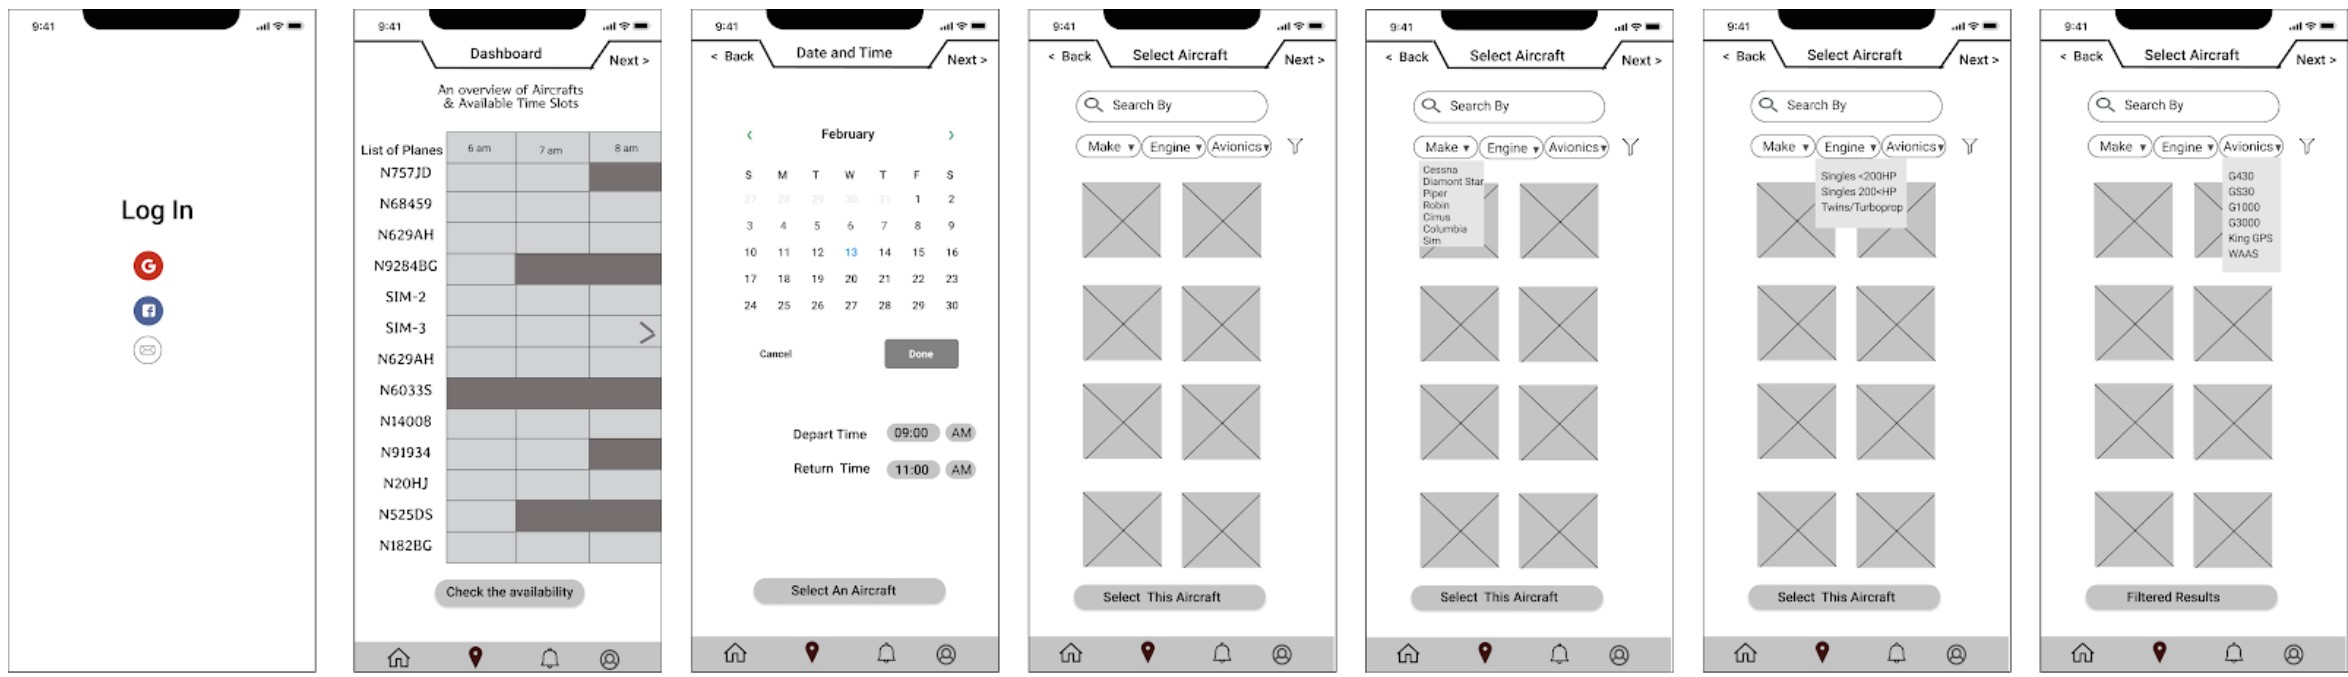 9:41
Log In
G
9:41
Dashboard
Next >
An overview of Aircrafts
& Available Time Slots
List of Planes 6 am 7 am 8 am
N757JD
N68459
N629AH
N9284BG
SIM-2
SIM-3
N629AH
N6033S
N14008
N91934
N20HJ
N525DS
N182BG
Check the availability
9:41
< Back Date and Time Next >
February
S M T W T F S
27 28 29 30 31 1 2
3 4 5 6 7 8 9
10 11 12 13 14 15 16
17 18 19 20 21 22 23
24 25 26 27 28 29 30
Cancel Done
Depart Time 09:00 AM
Return Time 11:00 AM
Select An Aircraft
9:41
< Back Select Aircraft Next >
Search By
Make Engine Avionics
Select This Aircraft
9:41
< Back Select Aircraft Next >
Search By
Make Engine Avionics
Cessna
Diamont Star
Piper
Robin
Cirrus
Columbia
Sim
Select This Aircraft
9:41
< Back Select Aircraft Next >
Search By
Make Engine Avionics
Singles <200HP
Singles 200<HP
Twins/Turboprop
Select This Aircraft
9:41
< Back Select Aircraft Next >
Search By
Make Engine Avionics
G430
GS30
G1000
G3000
King GPS
WAAS
Filtered Results